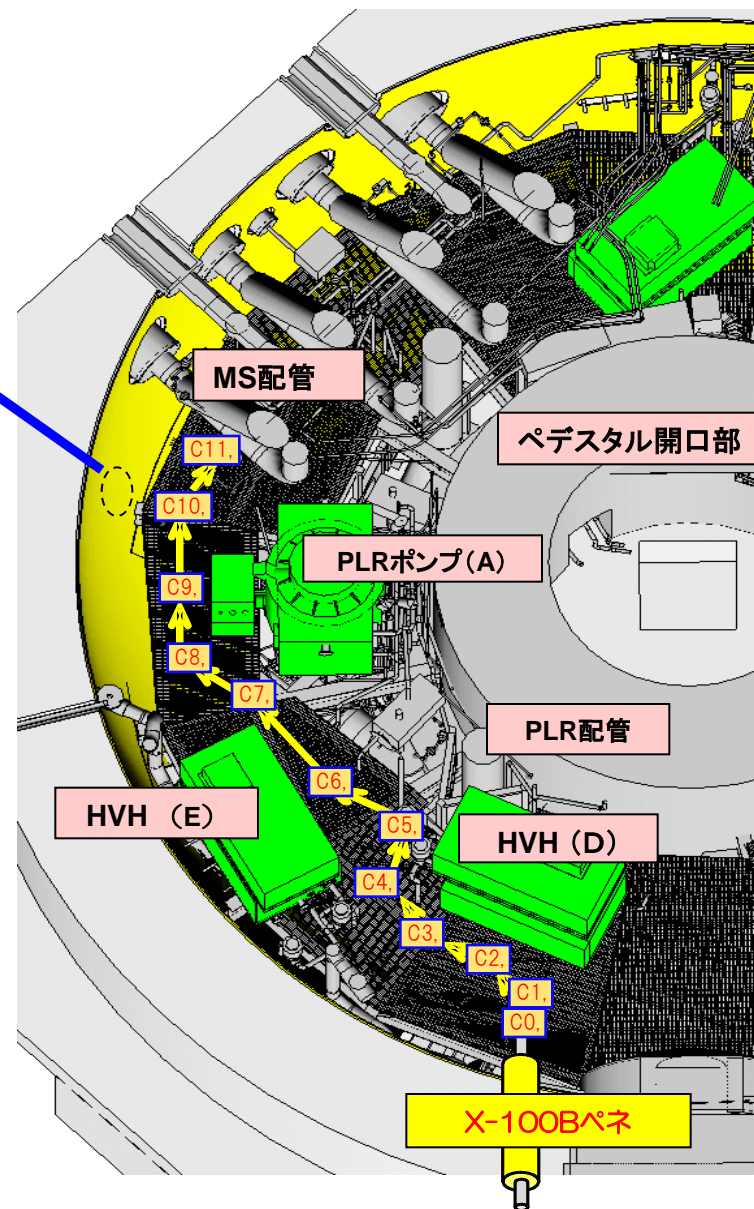 MS配管
C11,
ペデスタル開口部
C10,
PLRポンプ（A）
C9,
C8,
C7,
PLR配管
C6,
HVH （E）
C5,
HVH（D）
C4,
C3,
C2,
C1,
C0,
X-100Bペネ